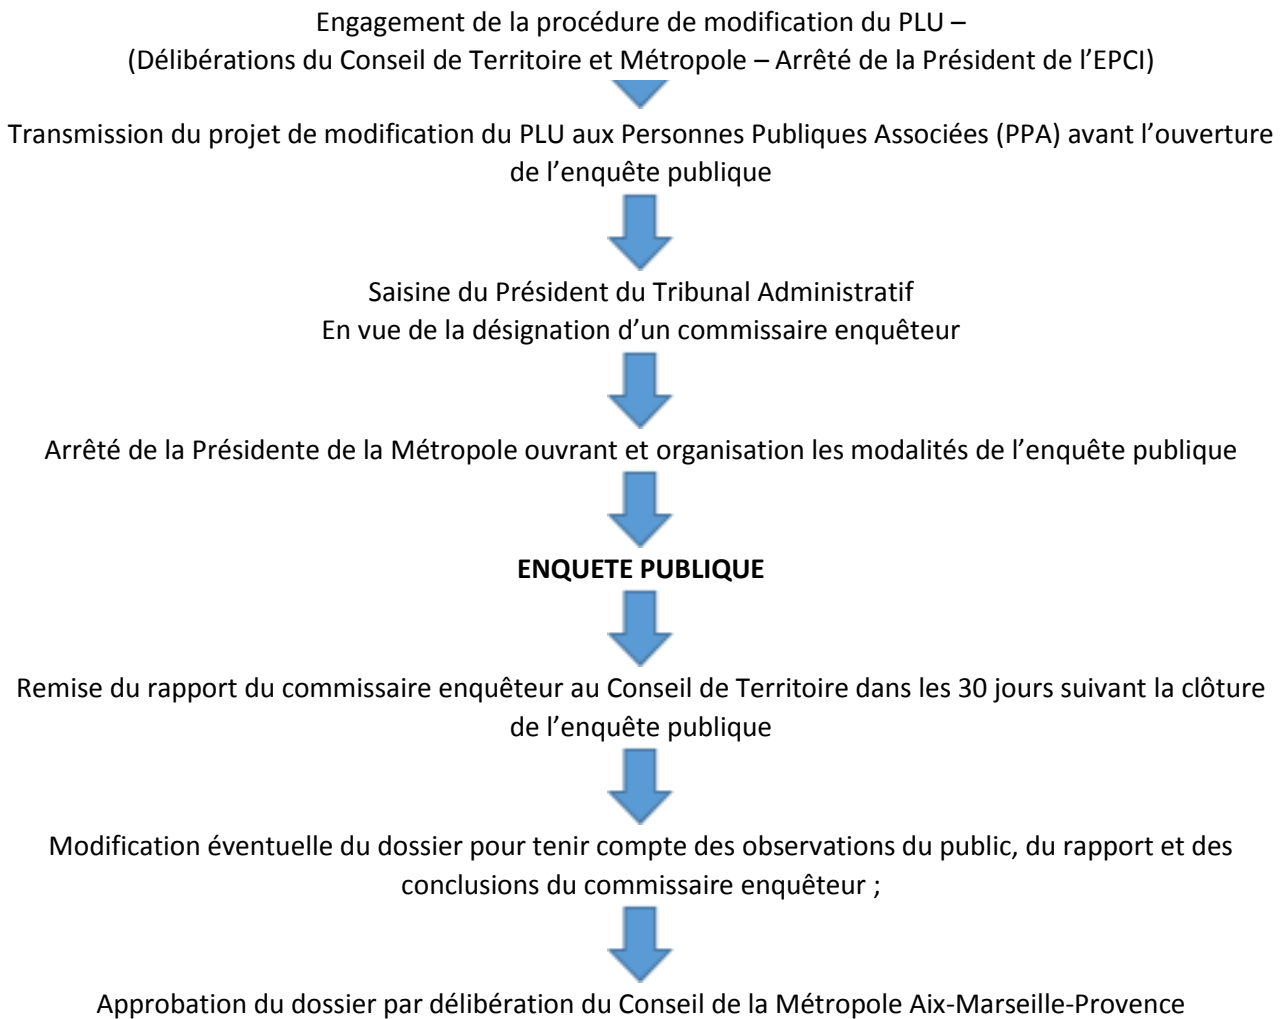 Engagement de la procédure de modification du PLU –
(Délibérations du Conseil de Territoire et Métropole – Arrêté de la Président de l’EPCI)
Transmission du projet de modification du PLU aux Personnes Publiques Associées (PPA) avant l’ouverture
de l’enquête publique
Saisine du Président du Tribunal Administratif
En vue de la désignation d’un commissaire enquêteur
Arrêté de la Présidente de la Métropole ouvrant et organisation les modalités de l’enquête publique
ENQUETE PUBLIQUE
Remise du rapport du commissaire enquêteur au Conseil de Territoire dans les 30 jours suivant la clôture
de l’enquête publique
Modification éventuelle du dossier pour tenir compte des observations du public, du rapport et des
conclusions du commissaire enquêteur ;
Approbation du dossier par délibération du Conseil de la Métropole Aix-Marseille-Provence